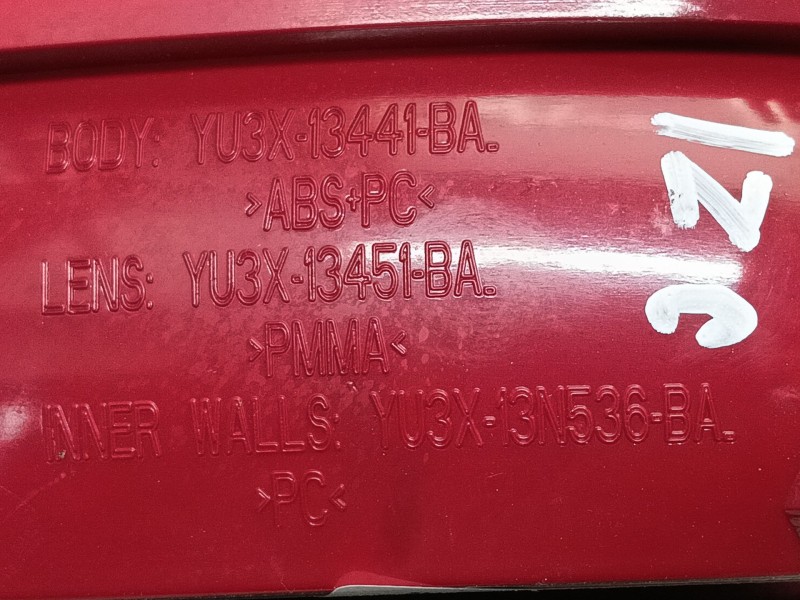 BODY: YU3X-13441-BA.
>ABS+PC<
LENS: YU3X-13451-BA.
>PMMA<
INNER WALLS: YU3X-13N536-BA.
>PC<